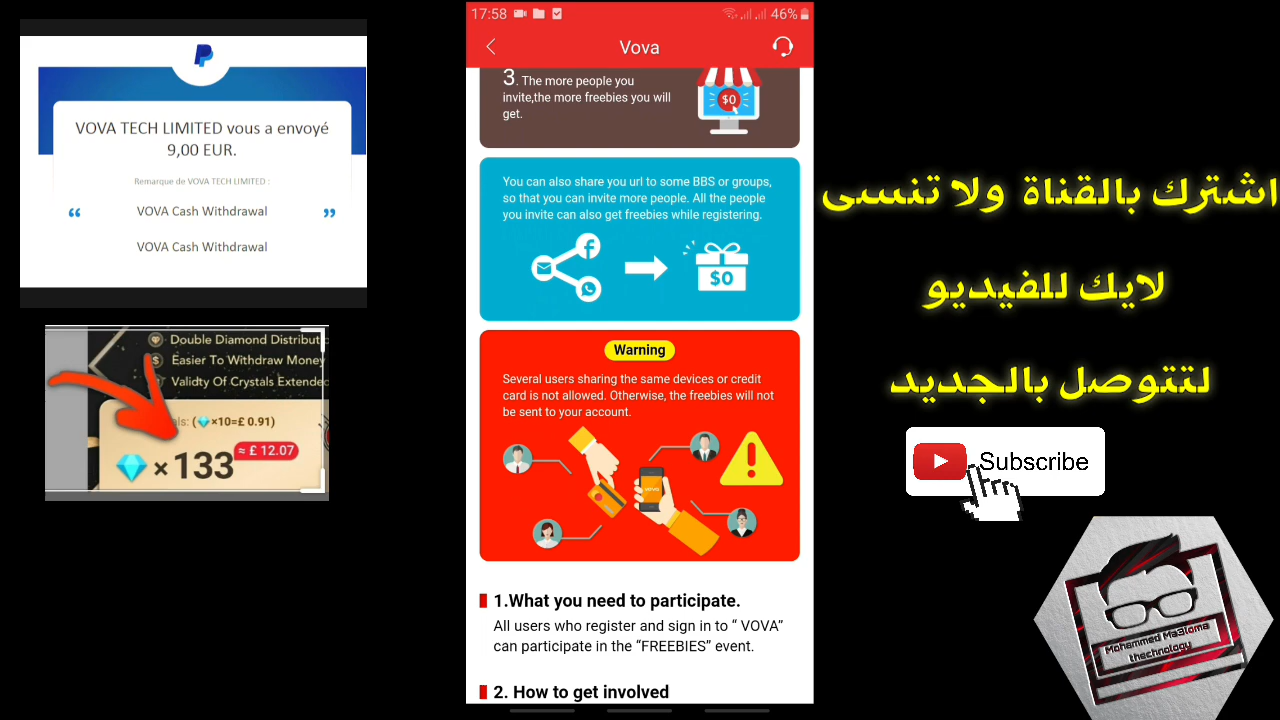 VOVA TECH LIMITED vous a envoyé
9,00 EUR.
Remarque de VOVA TECH LIMITED :
“ VOVA Cash Withdrawal ”
VOVA Cash Withdrawal
Double Diamond Distributi
$ Easier To Withdraw Money
Validty Of Crystals Extended
als: (💎×10=£ 0.91)
≈ £ 12.07
💎 ×133
17:58
46%
Vova
3. The more people you
invite,the more freebies you will
get.
$0
You can also share you url to some BBS or groups,
so that you can invite more people. All the people
you invite can also get freebies while registering.
$0
Warning
Several users sharing the same devices or credit
card is not allowed. Otherwise, the freebies will not
be sent to your account.
VOVO
1.What you need to participate.
All users who register and sign in to “ VOVA”
can participate in the “FREEBIES” event.
2. How to get involved
اشترك بالقناة ولا تنسى
لايك للفيديو
لتتوصل بالجديد
Subscribe
Mohammed Ma3loma
thechnology